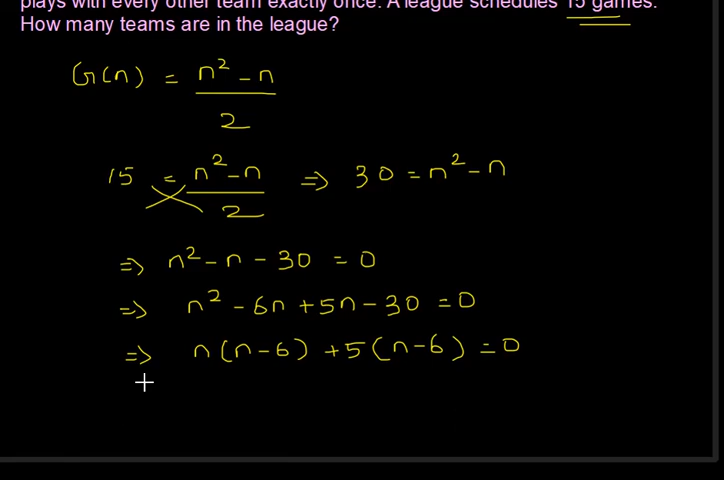 plays with every other team exactly once. A league schedules 15 games.
How many teams are in the league?
G(n) = n² - n / 2
15 = n² - n / 2 ⇒ 30 = n² - n
⇒ n² - n - 30 = 0
⇒ n² - 6n + 5n - 30 = 0
⇒ n(n-6) + 5(n-6) = 0